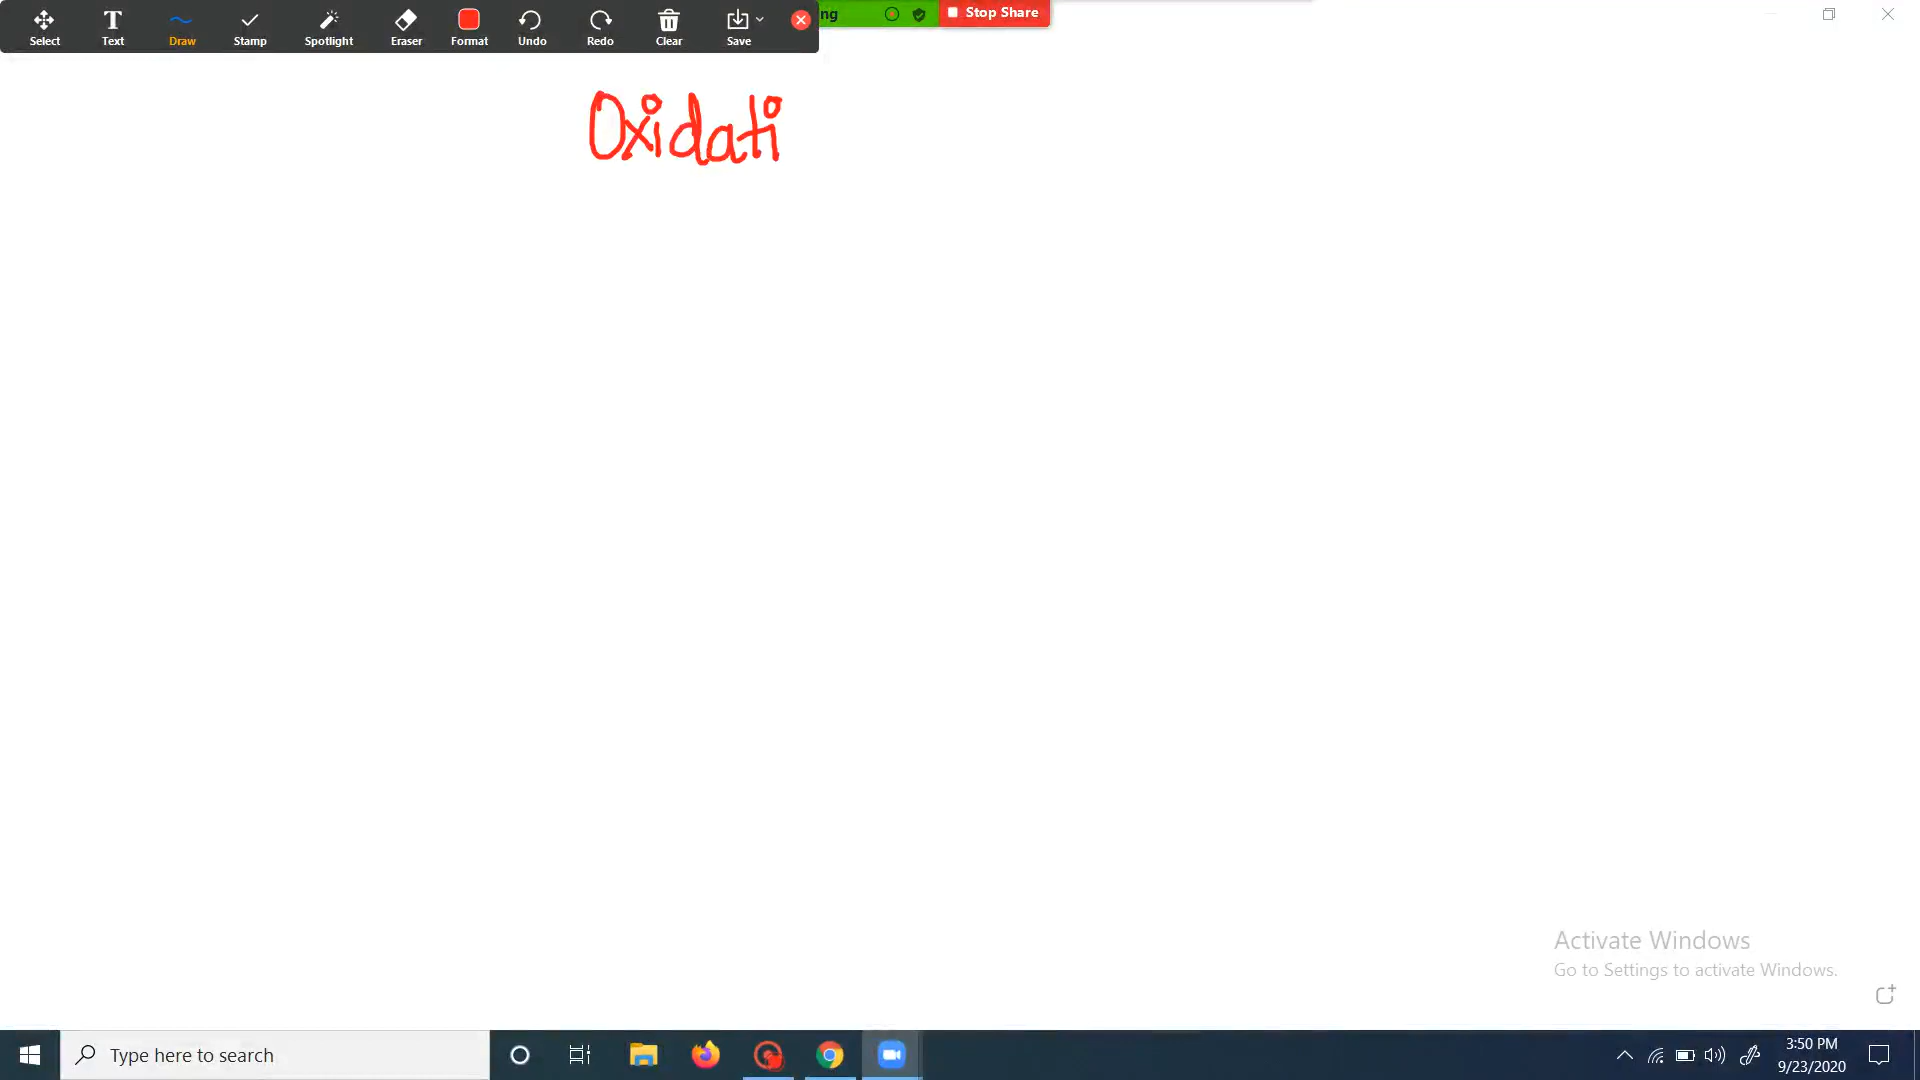 Select Text Draw Stamp Spotlight Eraser Format Undo Redo Clear Save ng Stop Share
Oxidati
Activate Windows
Go to Settings to activate Windows.
Type here to search
3:50 PM
9/23/2020